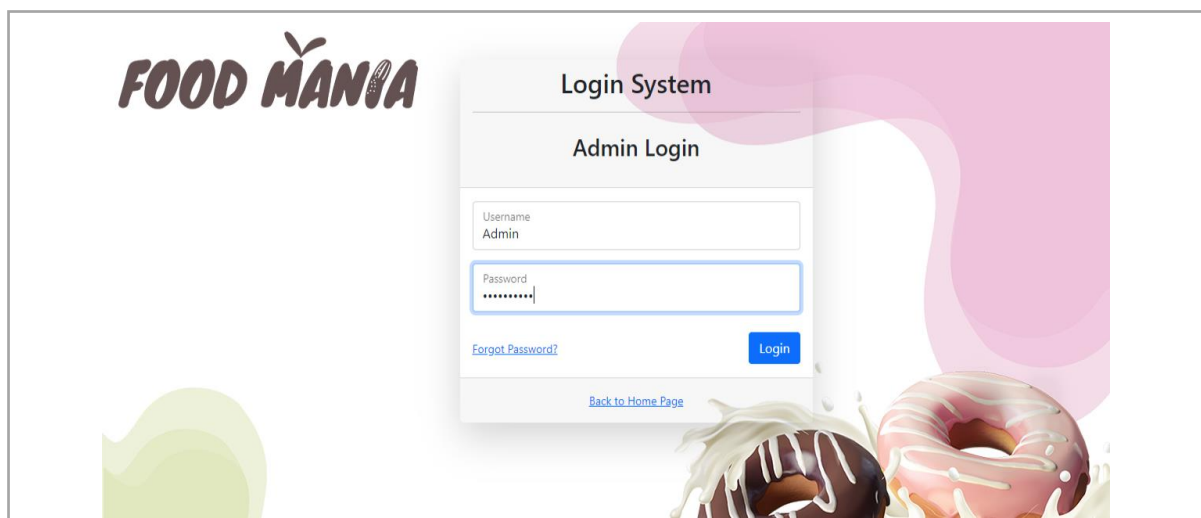 FOOD MANIA
Login System
Admin Login
Username
Admin
Password
••••••••••
Forgot Password?
Login
Back to Home Page